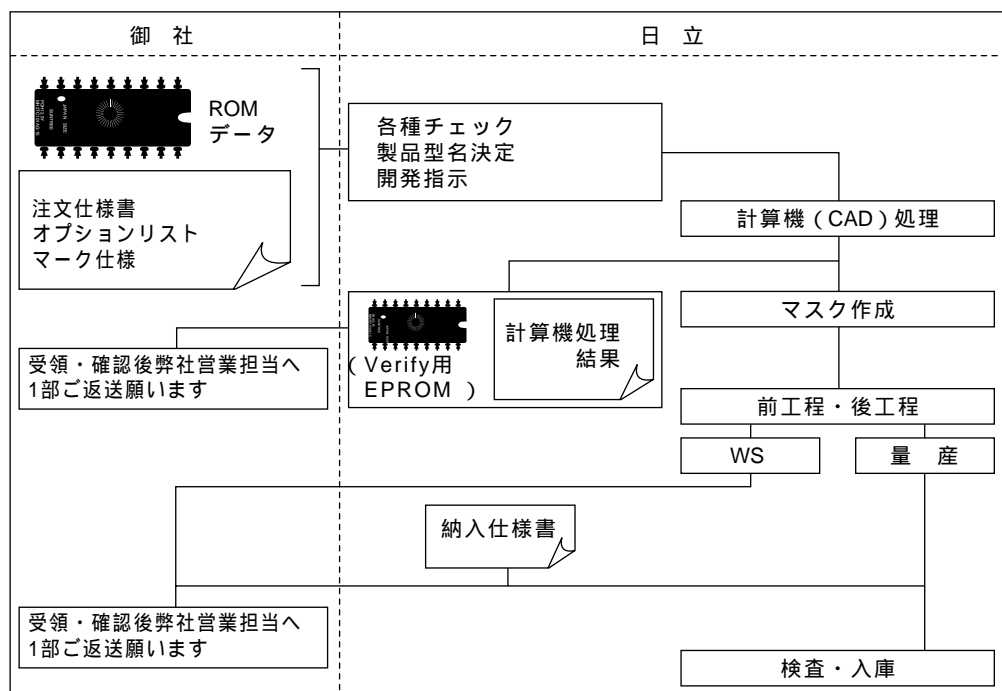 御 社
日 立
ROM
データ
注文仕様書
オプションリスト
マーク仕様
各種チェック
製品型名決定
開発指示
計算機(CAD)処理
マスク作成
(Verify用
EPROM )
計算機処理
結果
受領・確認後弊社営業担当へ
1部ご返送願います
前工程・後工程
WS
量 産
納入仕様書
受領・確認後弊社営業担当へ
1部ご返送願います
検査・入庫